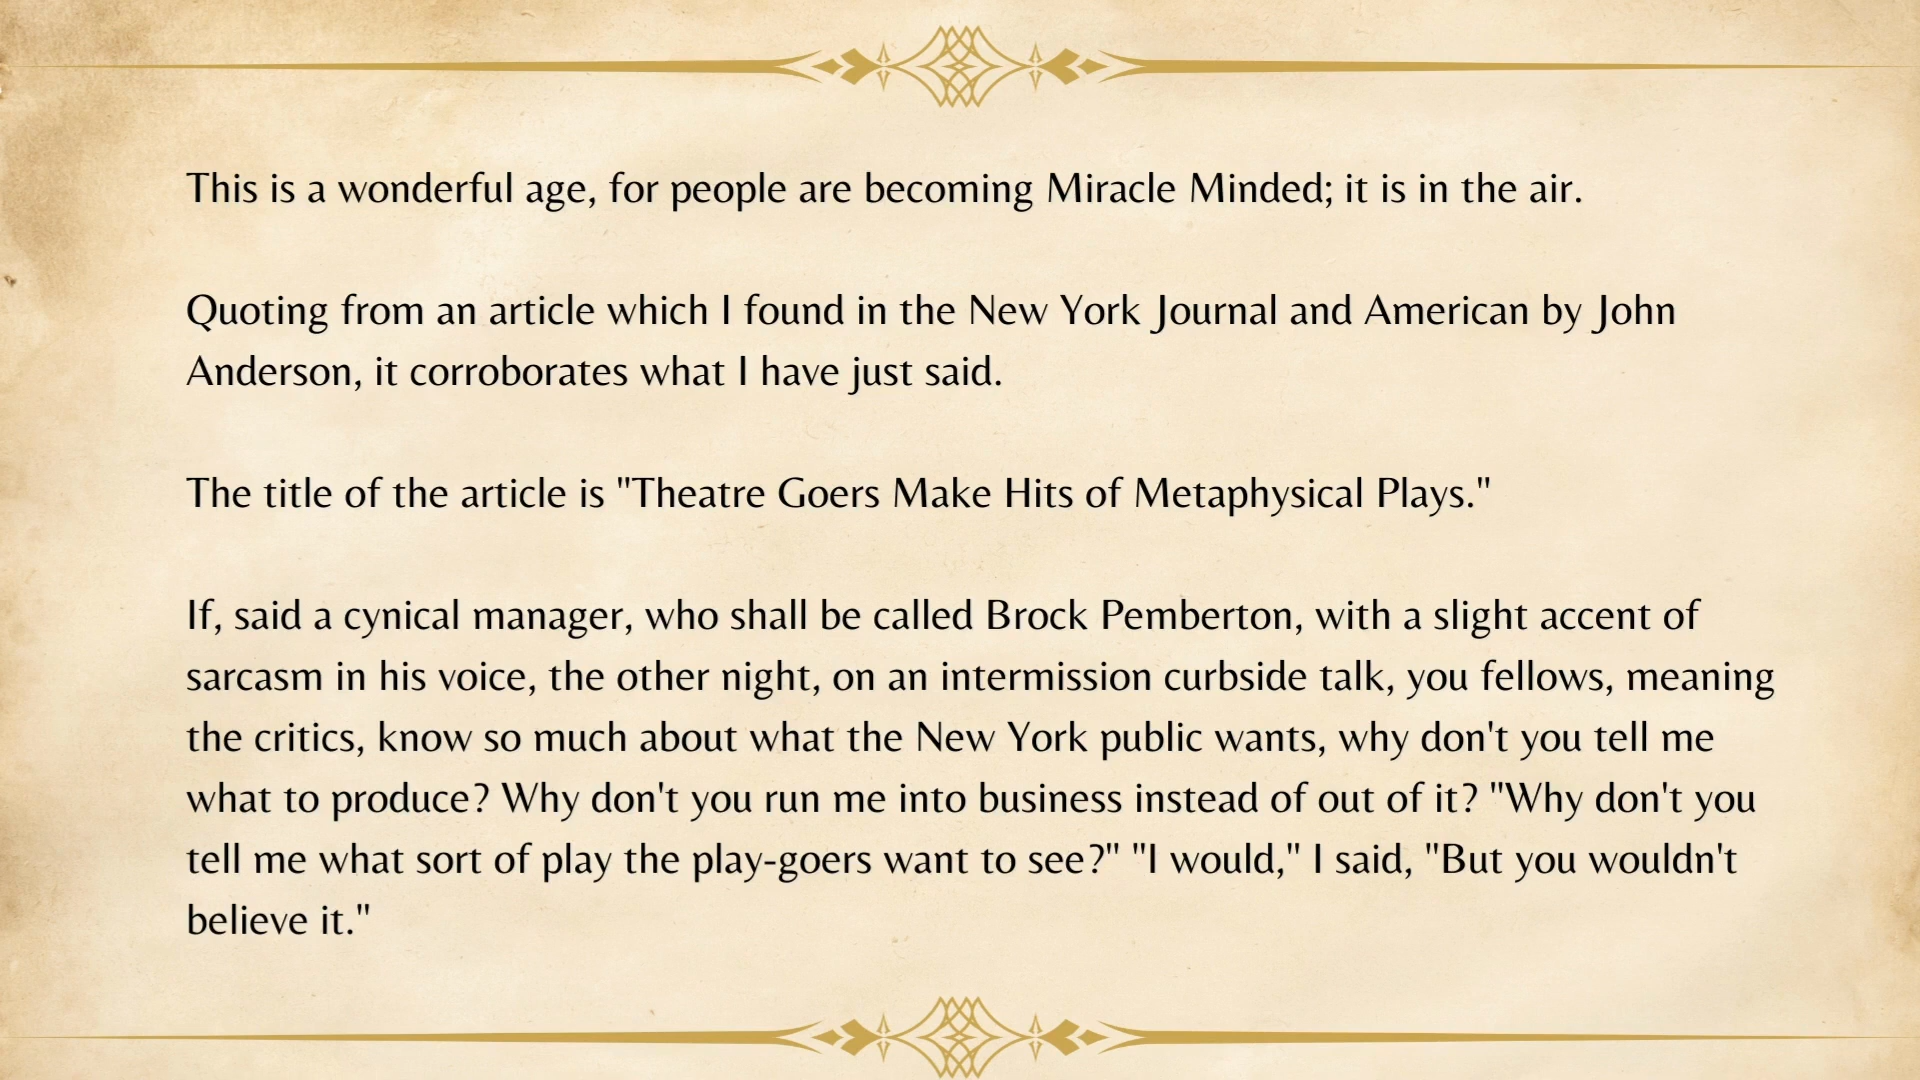 This is a wonderful age, for people are becoming Miracle Minded; it is in the air.
Quoting from an article which I found in the New York Journal and American by John
Anderson, it corroborates what I have just said.
The title of the article is "Theatre Goers Make Hits of Metaphysical Plays."
If, said a cynical manager, who shall be called Brock Pemberton, with a slight accent of
sarcasm in his voice, the other night, on an intermission curbside talk, you fellows, meaning
the critics, know so much about what the New York public wants, why don't you tell me
what to produce? Why don't you run me into business instead of out of it? "Why don't you
tell me what sort of play the play-goers want to see?" "I would," I said, "But you wouldn't
believe it."